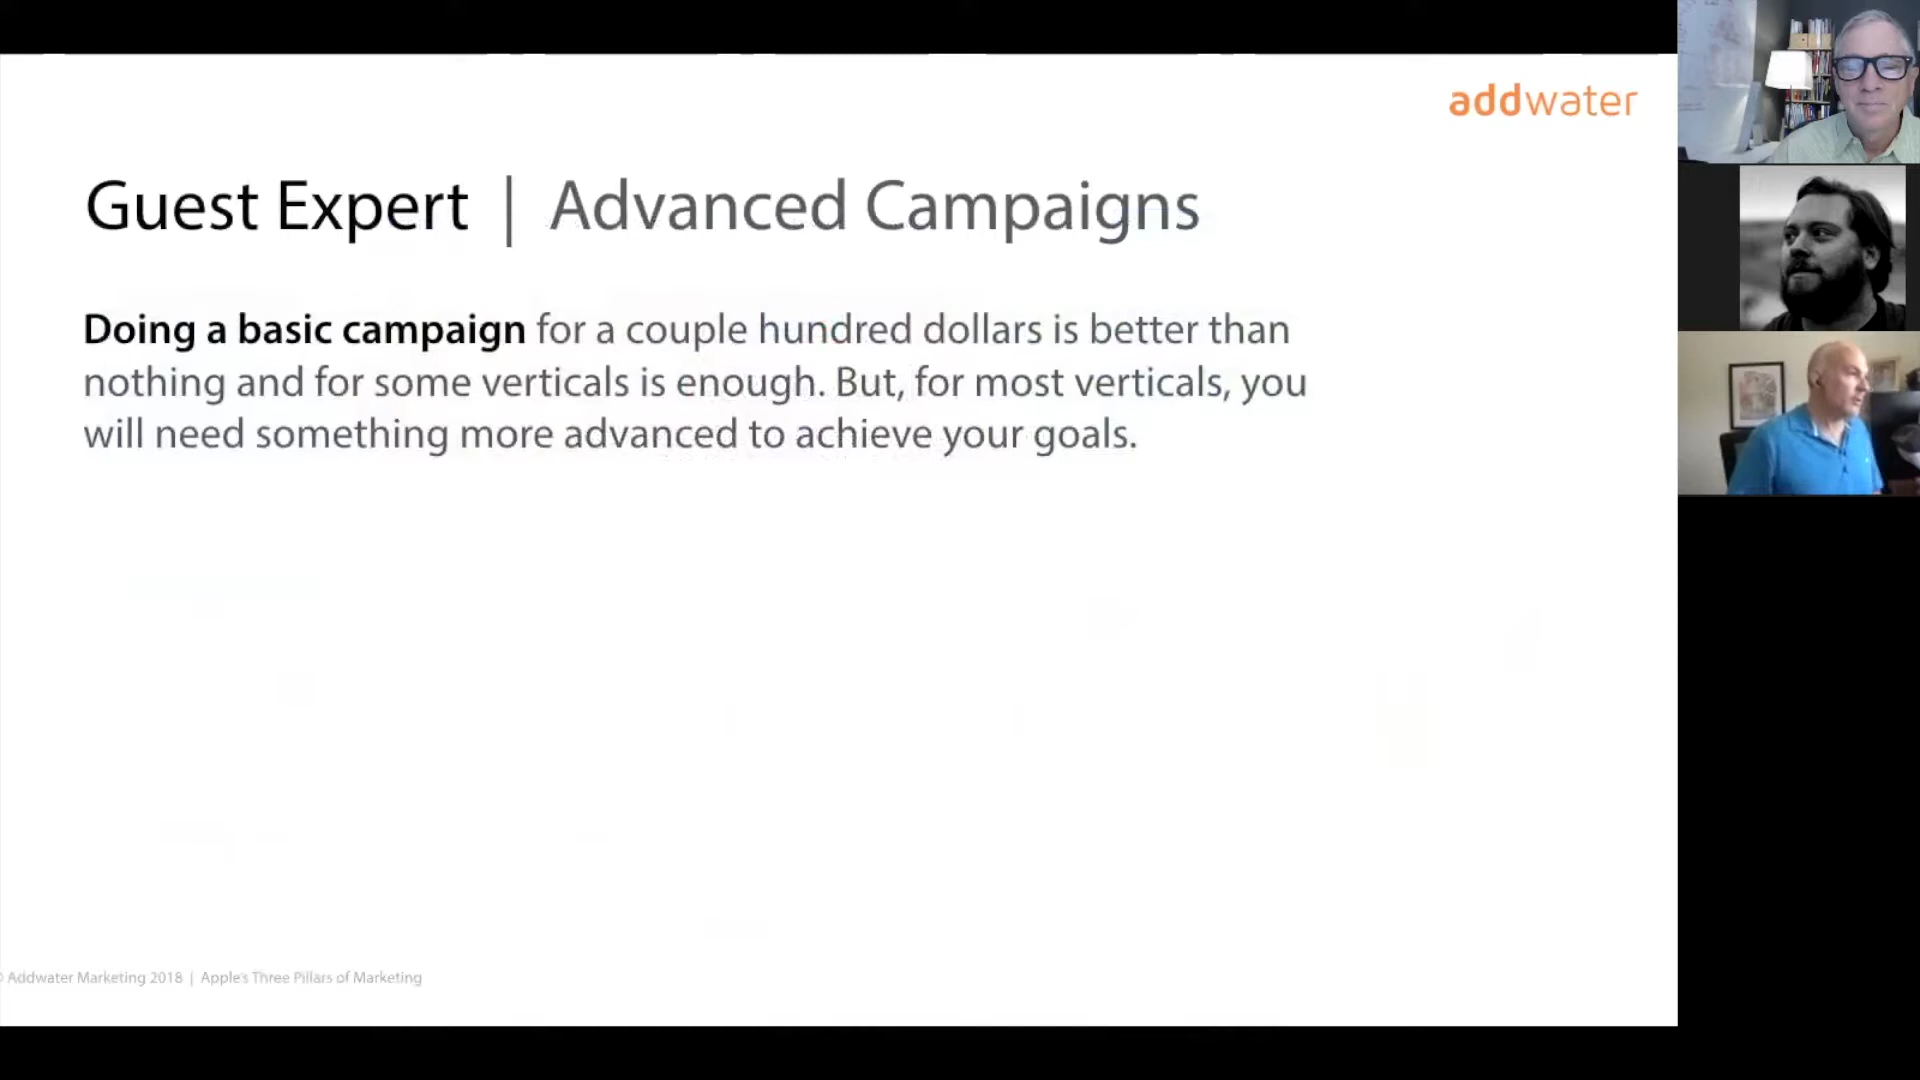 addwater
Guest Expert | Advanced Campaigns
Doing a basic campaign for a couple hundred dollars is better than
nothing and for some verticals is enough. But, for most verticals, you
will need something more advanced to achieve your goals.
© Addwater Marketing 2018 | Apple's Three Pillars of Marketing